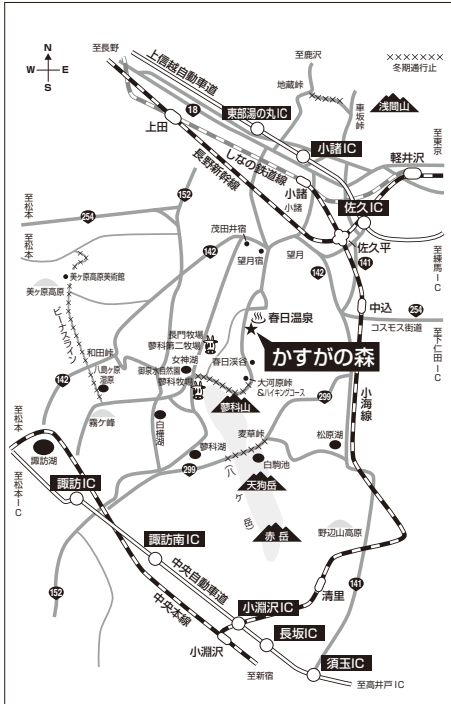 至長野
上信越自動車道
至鹿沢
冬期通行止
N
W
E
S
地蔵峠
車坂峠
浅間山
18
東部湯の丸IC
上田
小諸IC
しなの鉄道線
長野新幹線
至東京
軽井沢
小諸
小諸
佐久IC
152
至松本
254
茂田井宿
佐久平
141
至松本
142
望月宿
望月
142
至練馬IC
美ヶ原高原美術館
美ヶ原高原
中込
254
春日温泉
コスモス街道
至下仁田IC
ビーナスライン
長門牧場
蓼科第二牧場
かすがの森
和田峠
女神湖
春日渓谷
小海線
八島ヶ原
湿原
御泉水自然園
蓼科牧場
大河原峠
&ハイキングコース
142
299
蓼科山
至松本
霧ケ峰
白樺湖
麦草峠
松原湖
諏訪湖
蓼科湖
白駒池
299
至松本IC
諏訪IC
天狗岳
(八ヶ岳)
赤岳
野辺山高原
諏訪南IC
152
中央自動車道
141
清里
中央本線
小淵沢IC
長坂IC
小淵沢
須玉IC
至新宿
至高井戸IC